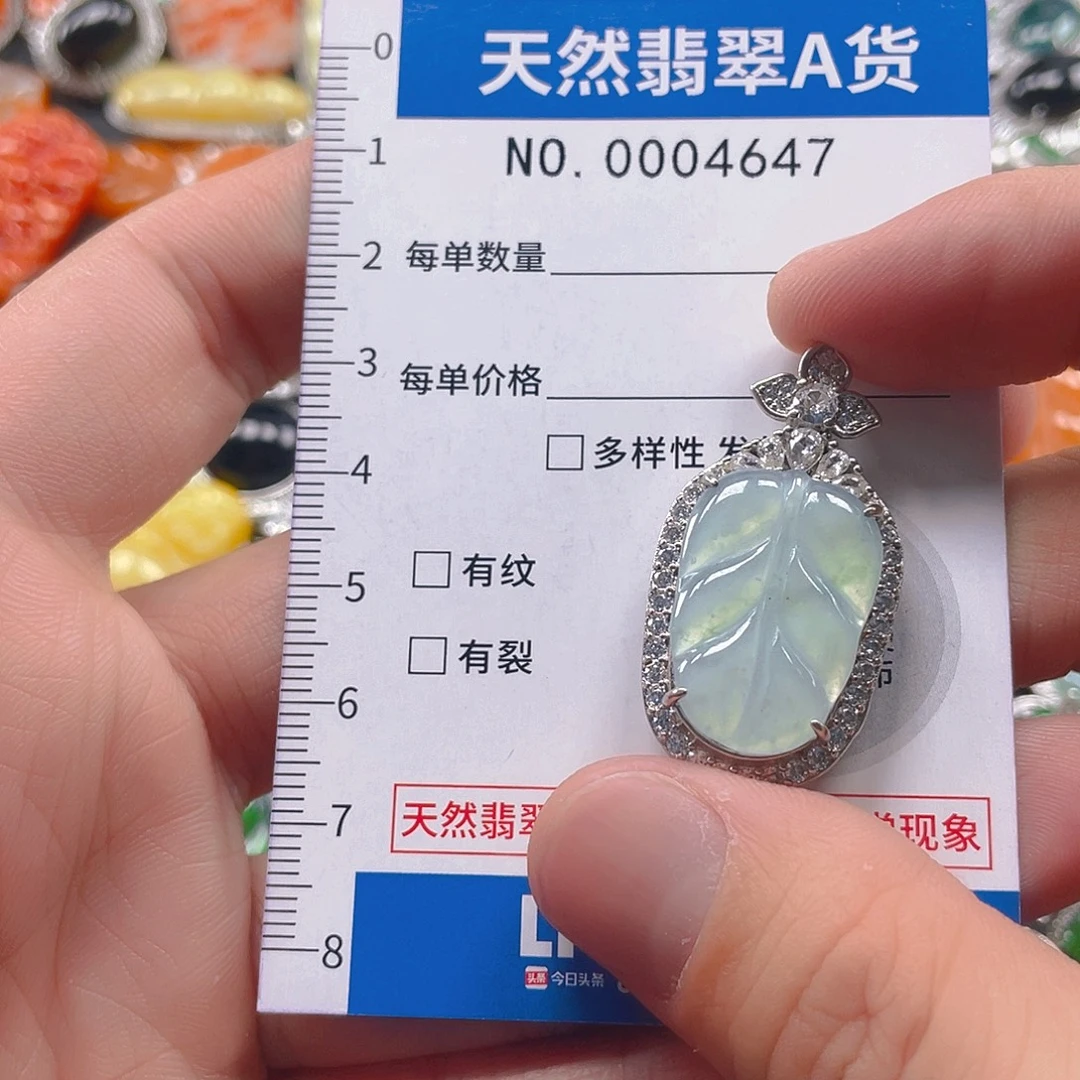 天然翡翠A货
NO. 0004647
0
1
2
3
4
5
6
7
8
每单数量
每单价格
多样性 发
有纹
有裂
天然翡翠
现象
头条 今日头条